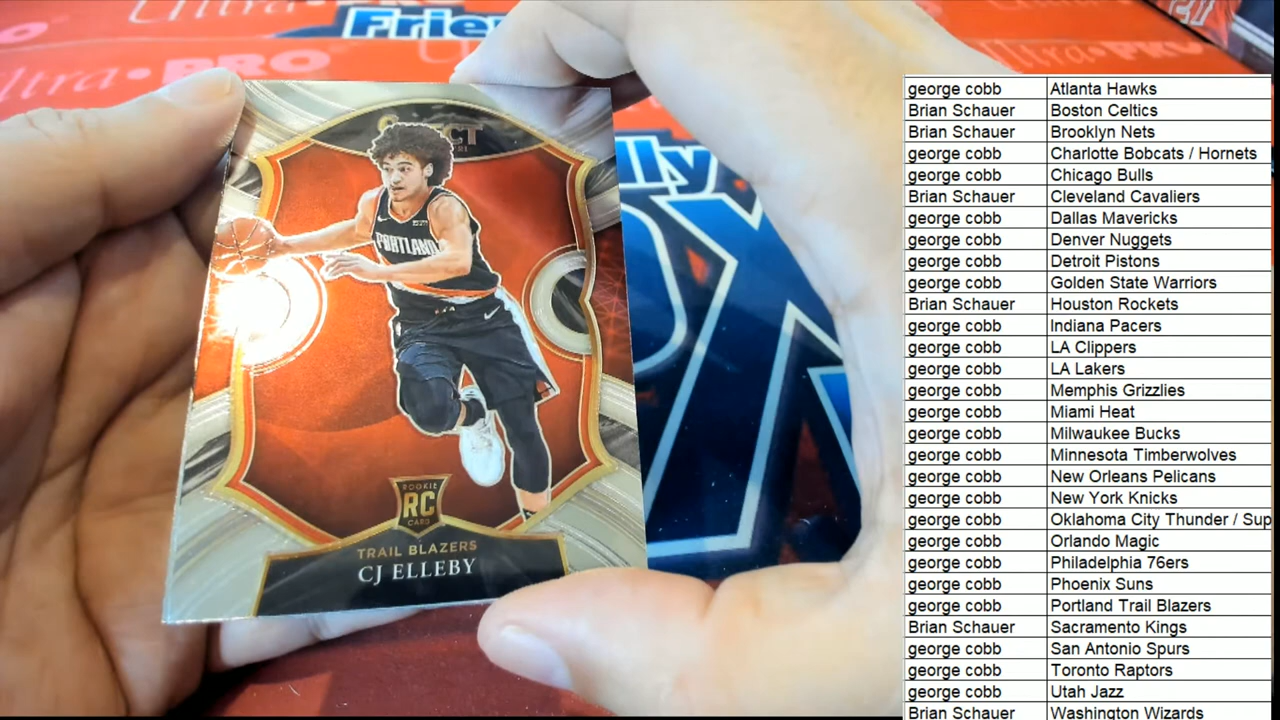 Ultra PRO
Frie
Ultra PRO
SELECT
lly
PORTLAND
ROOKIE
RC
CARD
TRAIL BLAZERS
CJ ELLEBY
george cobb Atlanta Hawks
Brian Schauer Boston Celtics
Brian Schauer Brooklyn Nets
george cobb Charlotte Bobcats / Hornets
george cobb Chicago Bulls
Brian Schauer Cleveland Cavaliers
george cobb Dallas Mavericks
george cobb Denver Nuggets
george cobb Detroit Pistons
george cobb Golden State Warriors
Brian Schauer Houston Rockets
george cobb Indiana Pacers
george cobb LA Clippers
george cobb LA Lakers
george cobb Memphis Grizzlies
george cobb Miami Heat
george cobb Milwaukee Bucks
george cobb Minnesota Timberwolves
george cobb New Orleans Pelicans
george cobb New York Knicks
george cobb Oklahoma City Thunder / Sup
george cobb Orlando Magic
george cobb Philadelphia 76ers
george cobb Phoenix Suns
george cobb Portland Trail Blazers
Brian Schauer Sacramento Kings
george cobb San Antonio Spurs
george cobb Toronto Raptors
george cobb Utah Jazz
Brian Schauer Washington Wizards